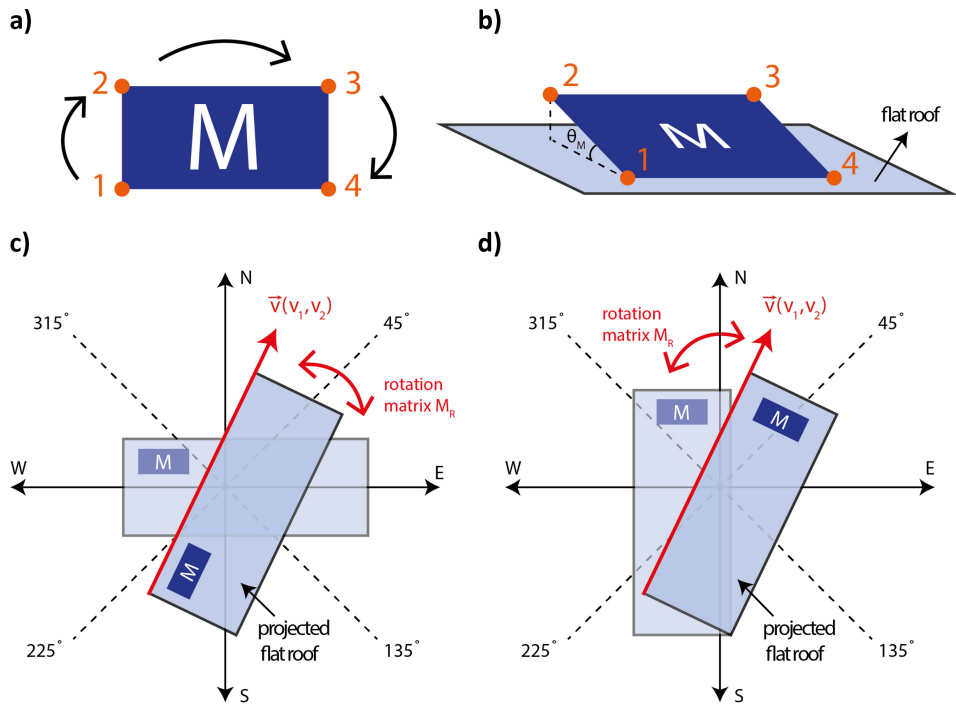 a)
2
3
M
1
4
b)
2
3
flat roof
θM
M
1
4
c)
N
v⃗(v1,v2)
315°
45°
rotation
matrix MR
M
W
E
M
projected
flat roof
225°
135°
S
d)
N
v⃗(v1,v2)
315°
rotation
matrix MR
45°
M
M
W
E
projected
flat roof
225°
135°
S